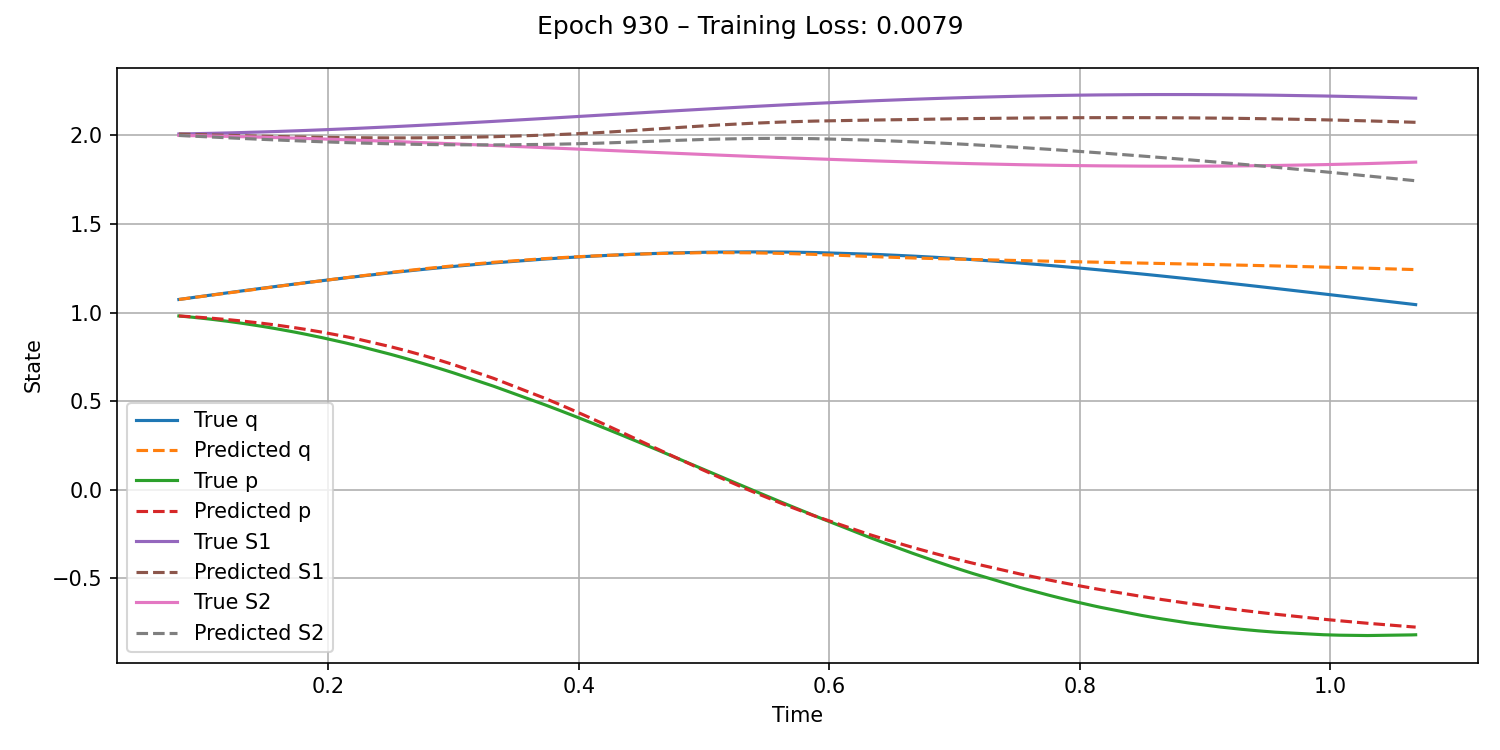 Epoch 930 – Training Loss: 0.0079
State
2.0
1.5
1.0
0.5
0.0
−0.5
True q
Predicted q
True p
Predicted p
True S1
Predicted S1
True S2
Predicted S2
0.2 0.4 0.6 0.8 1.0
Time